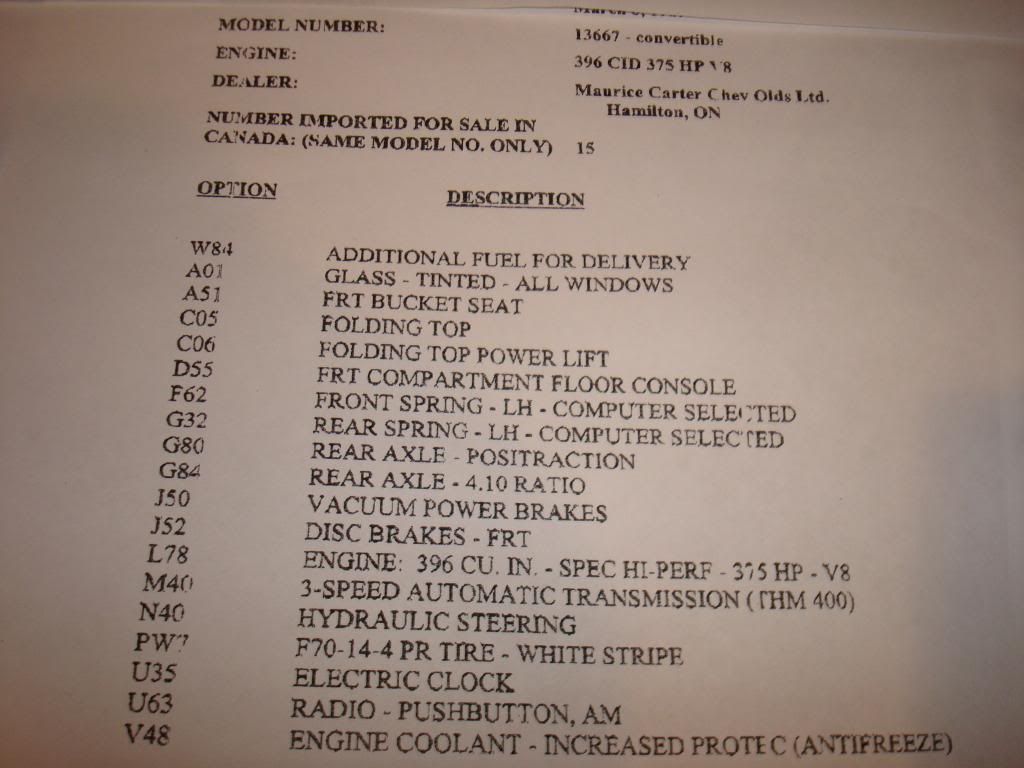 MODEL NUMBER: 13667 - convertible
ENGINE: 396 CID 375 HP V8
DEALER: Maurice Carter Chev Olds Ltd.
Hamilton, ON
NUMBER IMPORTED FOR SALE IN
CANADA: (SAME MODEL NO. ONLY) 15
OPTION DESCRIPTION
W84 ADDITIONAL FUEL FOR DELIVERY
A01 GLASS - TINTED - ALL WINDOWS
A51 FRT BUCKET SEAT
C05 FOLDING TOP
C06 FOLDING TOP POWER LIFT
D55 FRT COMPARTMENT FLOOR CONSOLE
F62 FRONT SPRING - LH - COMPUTER SELECTED
G32 REAR SPRING - LH - COMPUTER SELECTED
G80 REAR AXLE - POSITRACTION
G84 REAR AXLE - 4.10 RATIO
J50 VACUUM POWER BRAKES
J52 DISC BRAKES - FRT
L78 ENGINE: 396 CU. IN. - SPEC HI-PERF - 375 HP - V8
M40 3-SPEED AUTOMATIC TRANSMISSION (THM 400)
N40 HYDRAULIC STEERING
PW7 F70-14-4 PR TIRE - WHITE STRIPE
U35 ELECTRIC CLOCK
U63 RADIO - PUSHBUTTON, AM
V48 ENGINE COOLANT - INCREASED PROTEC (ANTIFREEZE)